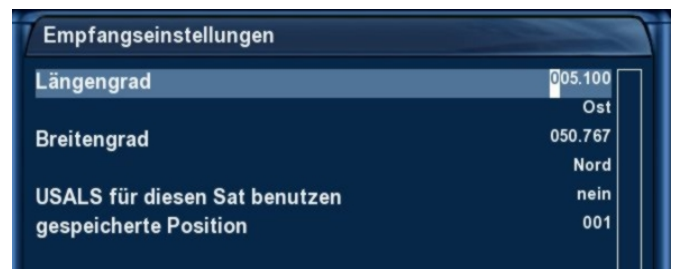 Empfangseinstellungen
Längengrad 005.100
Ost
Breitengrad 050.767
Nord
USALS für diesen Sat benutzen nein
gespeicherte Position 001